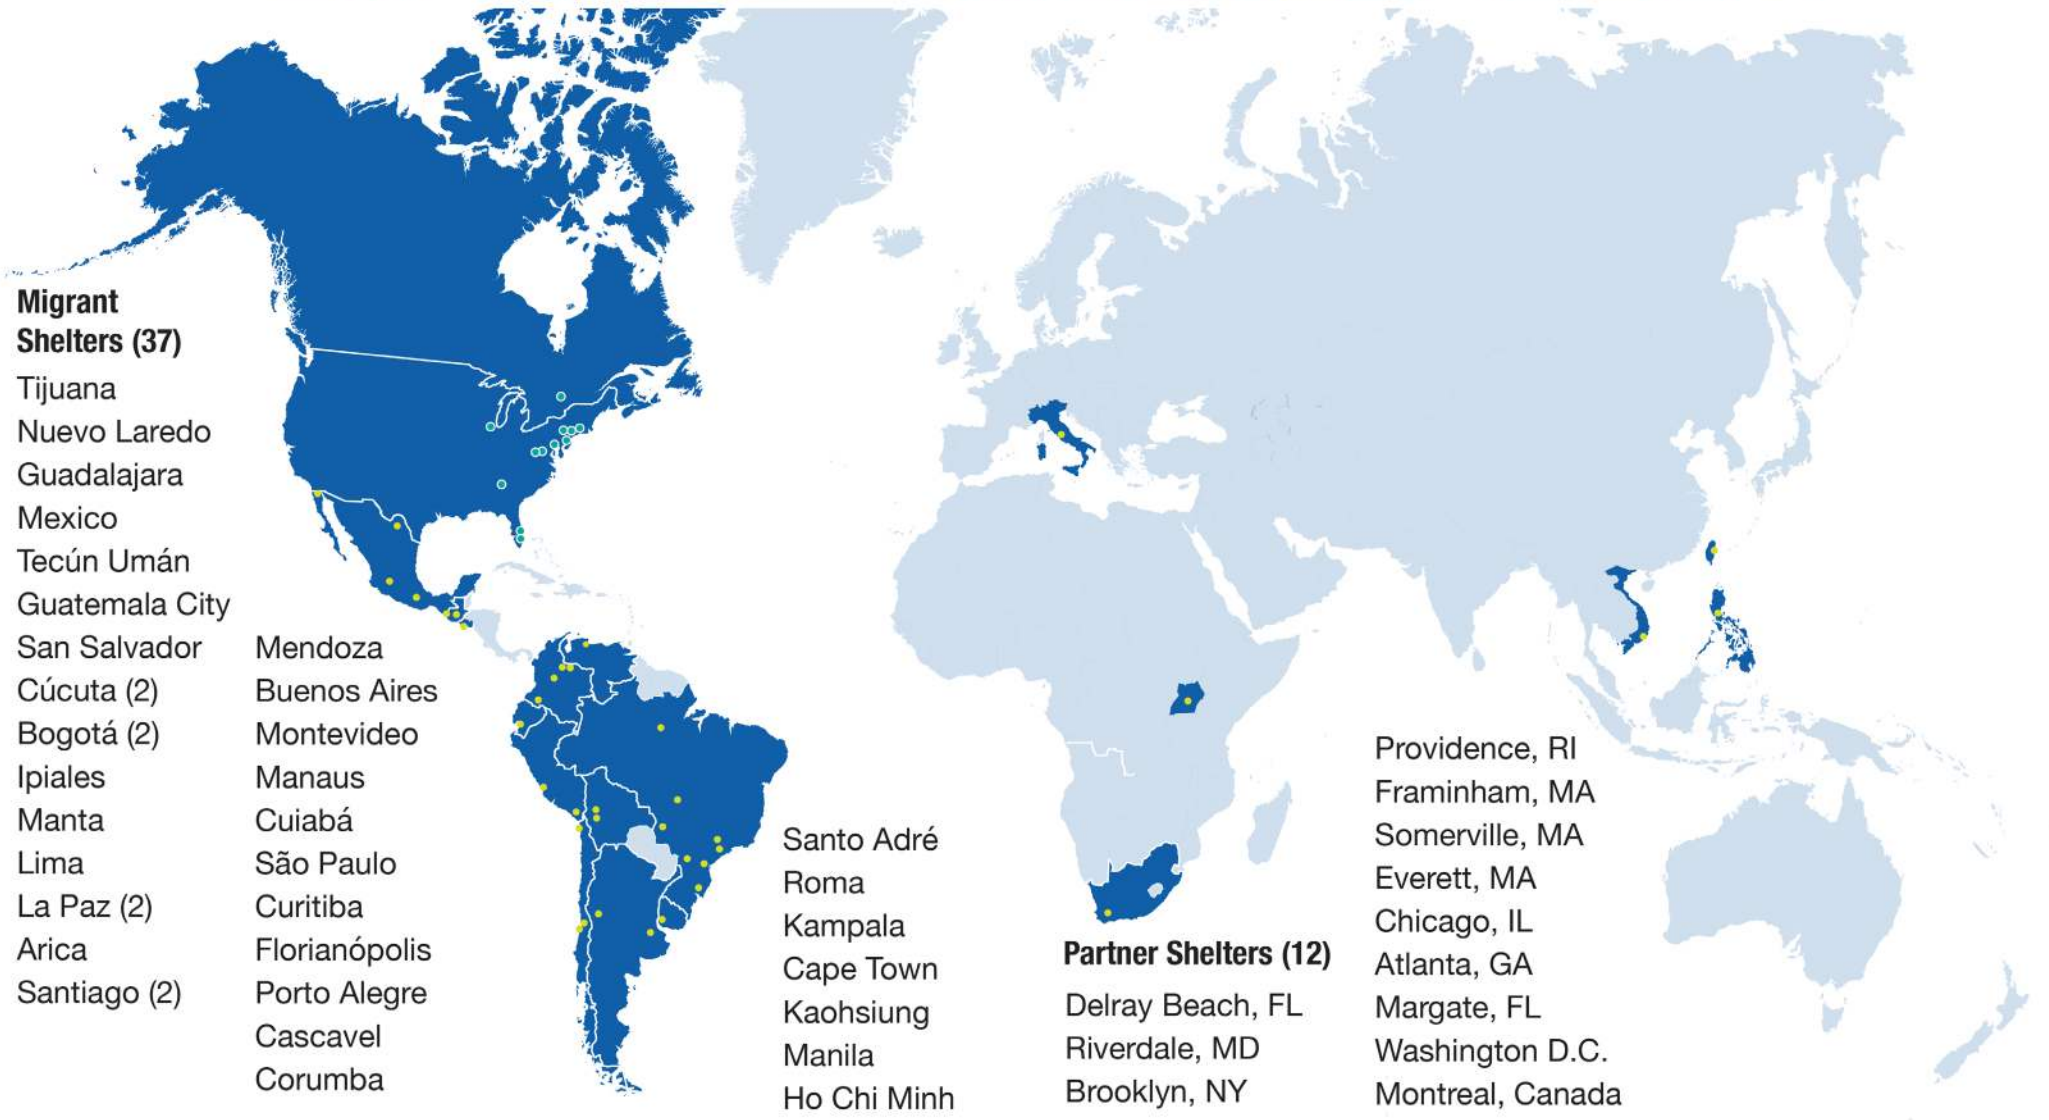 Migrant
Shelters (37)
Tijuana
Nuevo Laredo
Guadalajara
Mexico
Tecún Umán
Guatemala City
San Salvador
Cúcuta (2)
Bogotá (2)
Ipiales
Manta
Lima
La Paz (2)
Arica
Santiago (2)
Mendoza
Buenos Aires
Montevideo
Manaus
Cuiabá
São Paulo
Curitiba
Florianópolis
Porto Alegre
Cascavel
Corumba
Santo Adré
Roma
Kampala
Cape Town
Kaohsiung
Manila
Ho Chi Minh
Partner Shelters (12)
Delray Beach, FL
Riverdale, MD
Brooklyn, NY
Providence, RI
Framinham, MA
Somerville, MA
Everett, MA
Chicago, IL
Atlanta, GA
Margate, FL
Washington D.C.
Montreal, Canada